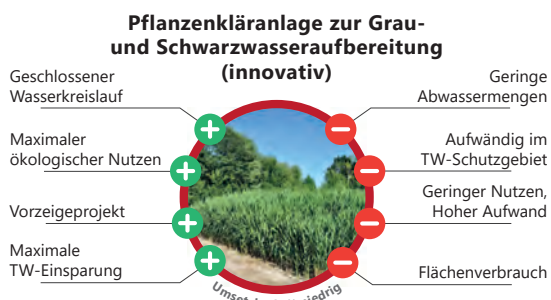 Pflanzenkläranlage zur Grau-
und Schwarzwasseraufbereitung
(innovativ)
Geschlossener
Wasserkreislauf
Maximaler
ökologischer Nutzen
Vorzeigeprojekt
Maximale
TW-Einsparung
Geringe
Abwassermengen
Aufwändig im
TW-Schutzgebiet
Geringer Nutzen,
Hoher Aufwand
Flächenverbrauch